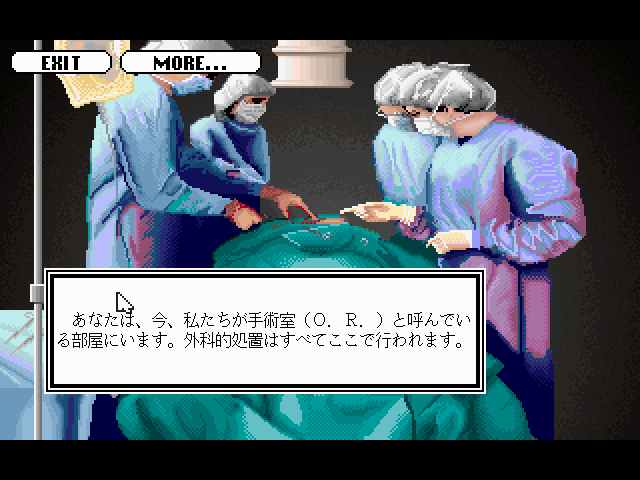 EXIT
MORE...
あなたは、今、私たちが手術室（Ｏ．Ｒ．）と呼んでい
る部屋にいます。外科的処置はすべてここで行われます。